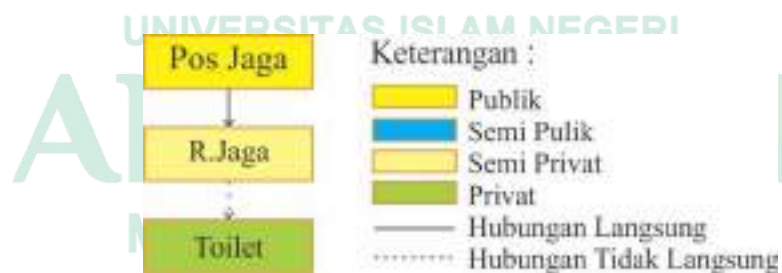 UNIVERSITAS ISLAM NEGERI
Pos Jaga
R.Jaga
Toilet
Keterangan :
Publik
Semi Pulik
Semi Privat
Privat
Hubungan Langsung
Hubungan Tidak Langsung